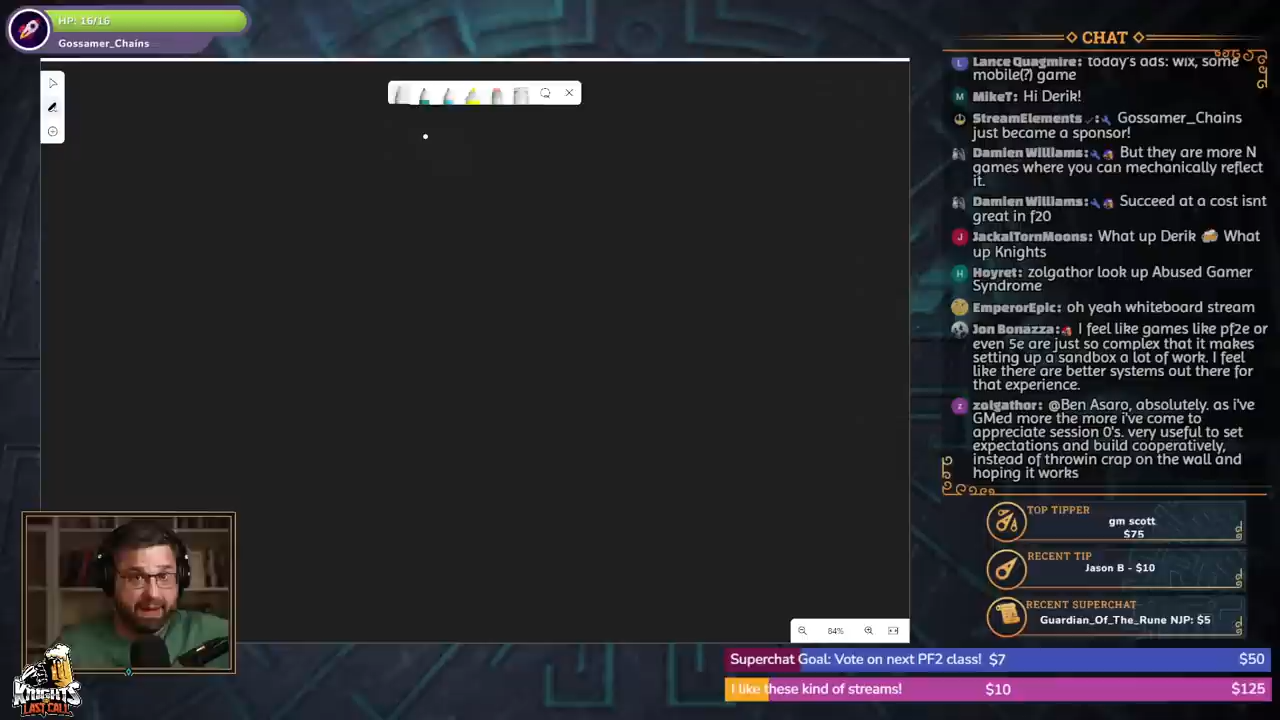 HP: 16/16
Gossamer_Chains
CHAT
Lance Quagmire: today's ads: wix, some
mobile(?) game
MikeT: Hi Derik!
StreamElements: Gossamer_Chains
just became a sponsor!
Damien Williams: But they are more N
games where you can mechanically reflect
it.
Damien Williams: Succeed at a cost isnt
great in f20
JackalTornMoons: What up Derik 🍻 What
up Knights
Hoyret: zolgathor look up Abused Gamer
Syndrome
EmperorEpic: oh yeah whiteboard stream
Jon Bonazza: I feel like games like pf2e or
even 5e are just so complex that it makes
setting up a sandbox a lot of work. I feel
like there are better systems out there for
that experience.
zolgathor: @Ben Asaro, absolutely. as i've
GMed more the more i've come to
appreciate session 0's. very useful to set
expectations and build cooperatively,
instead of throwin crap on the wall and
hoping it works
TOP TIPPER
gm scott
$75
RECENT TIP
Jason B - $10
RECENT SUPERCHAT
Guardian_Of_The_Rune NJP: $5
84%
Superchat Goal: Vote on next PF2 class! $7 $50
I like these kind of streams! $10 $125
KNIGHTS
LAST CALL